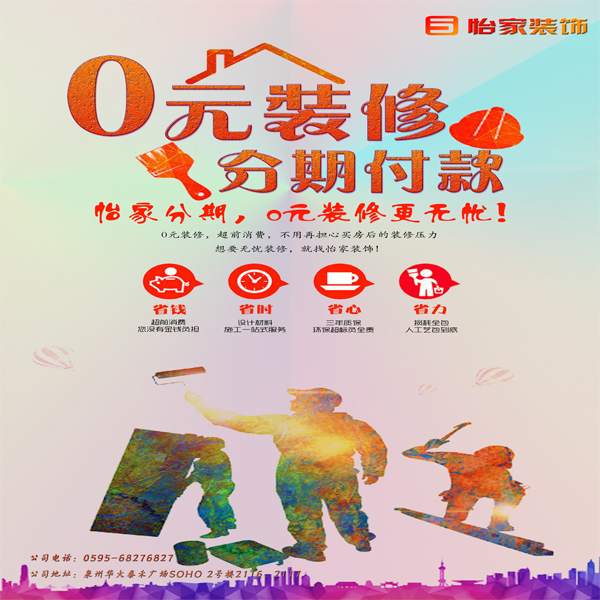 怡家装饰
0元装修
分期付款
怡家分期，0元装修更无忧！
0元装修，超前消费，不用再担心买房后的装修压力
想要无忧装修，就找怡家装饰！
省钱 省时 省心 省力
超前消费 设计材料 三年质保 损耗全包
您没有金钱负担 施工一站式服务 环保超标负全责 人工艺包到底
公司电话：0595-68276827
公司地址：泉州华大泰禾广场SOHO 2号楼2116